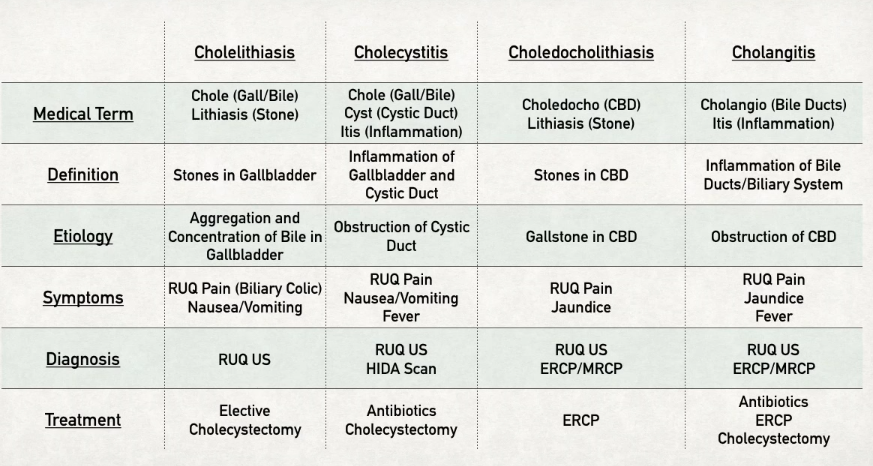 Cholelithiasis
Cholecystitis
Choledocholithiasis
Cholangitis
Medical Term
Chole (Gall/Bile)
Lithiasis (Stone)
Chole (Gall/Bile)
Cyst (Cystic Duct)
Itis (Inflammation)
Choledocho (CBD)
Lithiasis (Stone)
Cholangio (Bile Ducts)
Itis (Inflammation)
Definition
Stones in Gallbladder
Inflammation of
Gallbladder and
Cystic Duct
Stones in CBD
Inflammation of Bile
Ducts/Biliary System
Etiology
Aggregation and
Concentration of Bile in
Gallbladder
Obstruction of Cystic
Duct
Gallstone in CBD
Obstruction of CBD
Symptoms
RUQ Pain (Biliary Colic)
Nausea/Vomiting
RUQ Pain
Nausea/Vomiting
Fever
RUQ Pain
Jaundice
RUQ Pain
Jaundice
Fever
Diagnosis
RUQ US
RUQ US
HIDA Scan
RUQ US
ERCP/MRCP
RUQ US
ERCP/MRCP
Treatment
Elective
Cholecystectomy
Antibiotics
Cholecystectomy
ERCP
Antibiotics
ERCP
Cholecystectomy